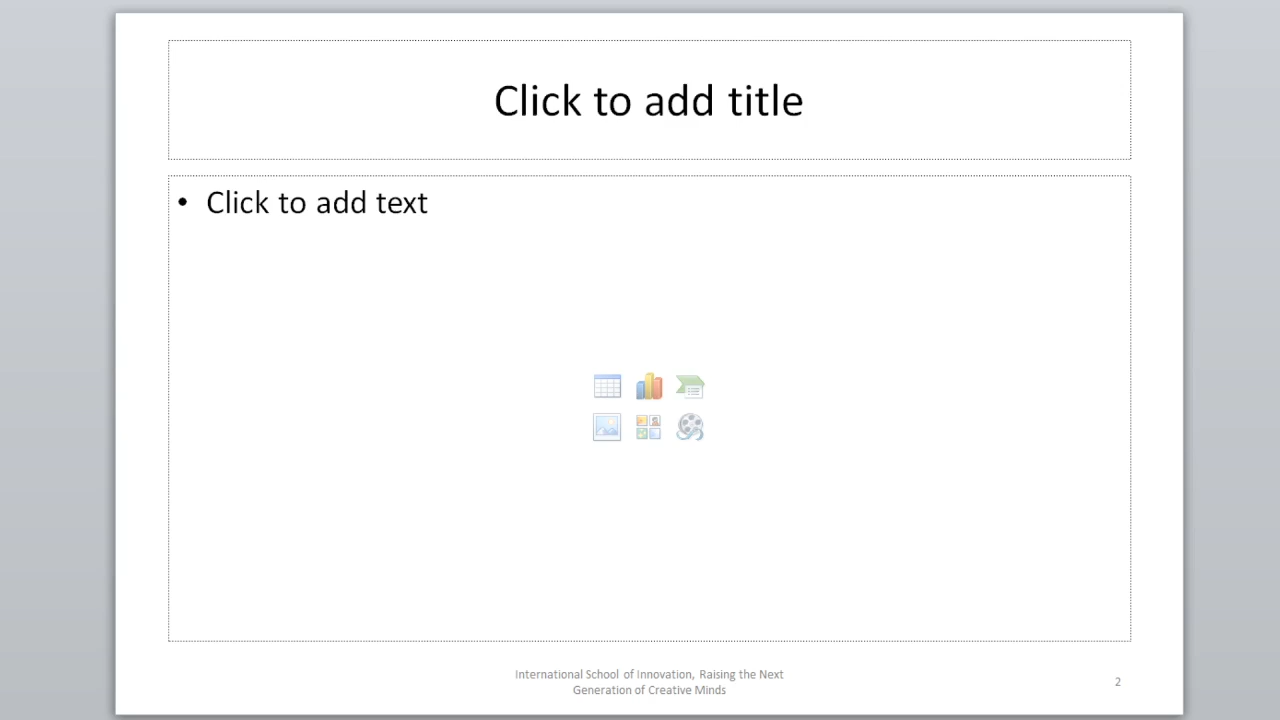 Click to add title
• Click to add text
International School of Innovation, Raising the Next
Generation of Creative Minds
2